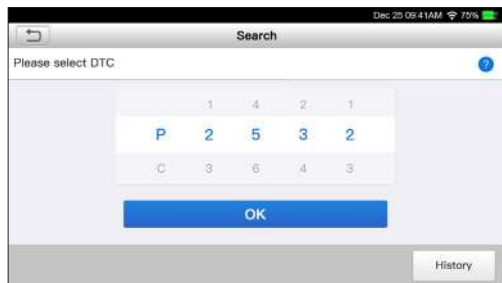 Dec 25 09:41AM 75%
Search
Please select DTC
?
1 4 2 1
P 2 5 3 2
C 3 6 4 3
OK
History